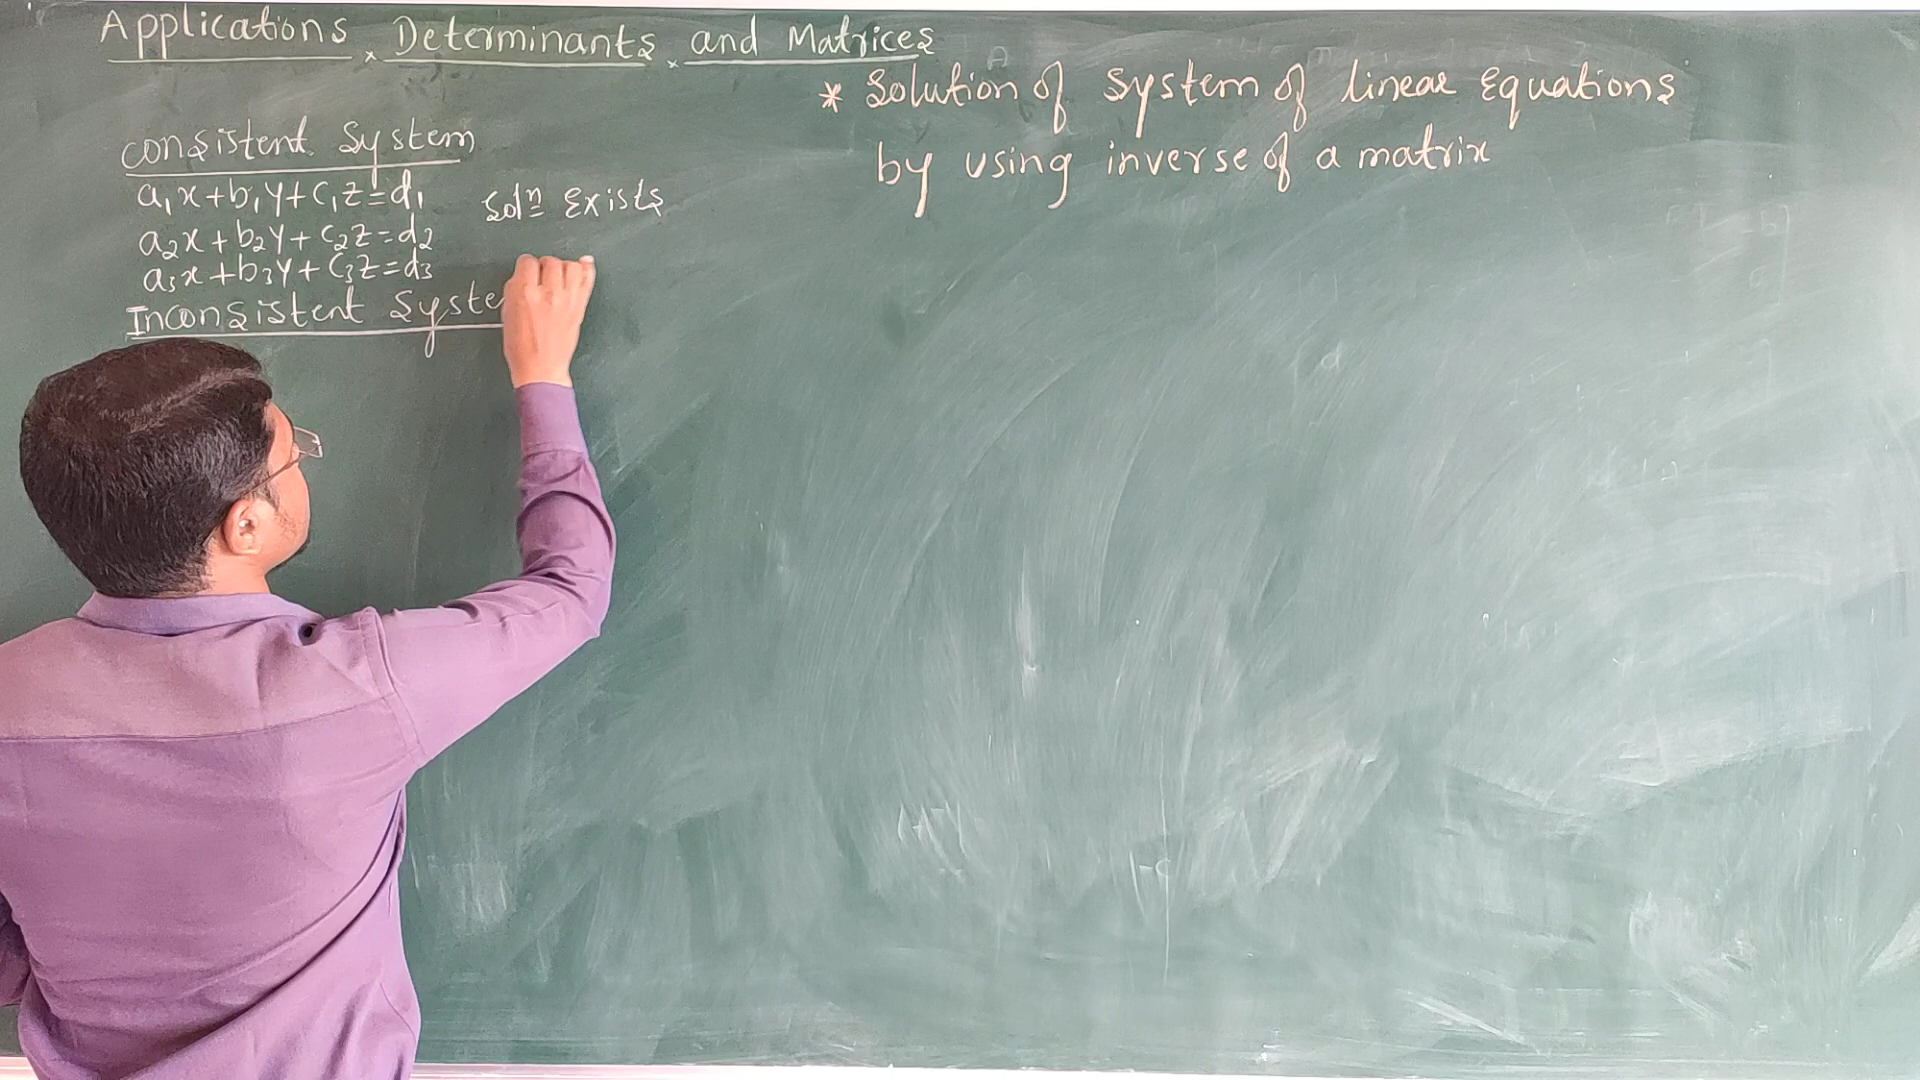 Applications Determinants and Matrices
consistent System
a₁x+b₁y+c₁z=d₁
a₂x+b₂y+c₂z=d₂
a₃x+b₃y+c₃z=d₃
Solⁿ Exists
Inconsistent Syste
* Solution of System of linear Equations
by using inverse of a matrix